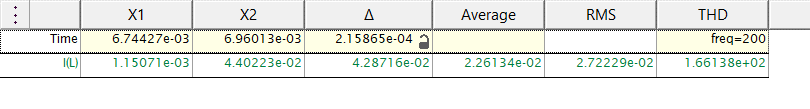 X1 X2 Δ Average RMS THD
Time 6.74427e-03 6.96013e-03 2.15865e-04 freq=200
I(L) 1.15071e-03 4.40223e-02 4.28716e-02 2.26134e-02 2.72229e-02 1.66138e+02